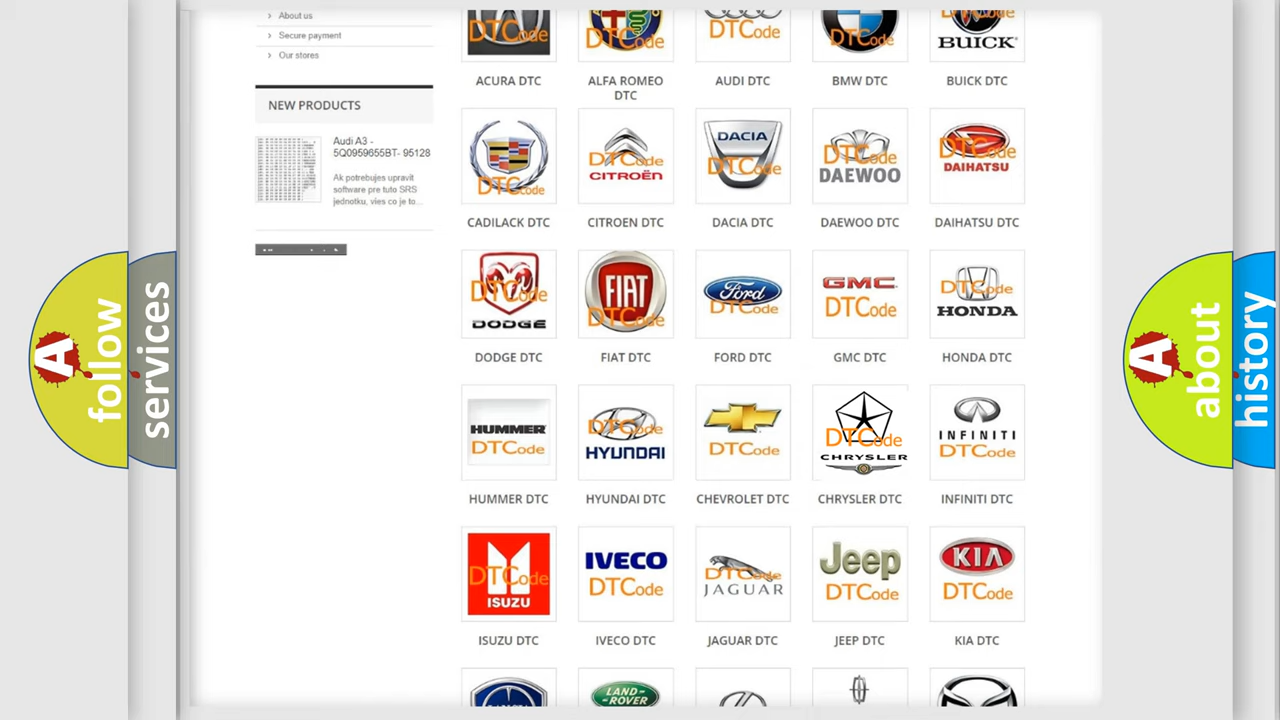 About us
Secure payment
Our stores
NEW PRODUCTS
Audi A3 -
5Q0959655BT- 95128
Ak potrebujes upravit
software pre tuto SRS
jednotku, vies co je to...
follow
services
about
history
A
A
DTCode
DTCode
DTCode
DTCode
BUICK
ACURA DTC
ALFA ROMEO
DTC
AUDI DTC
BMW DTC
BUICK DTC
DTCode
DTCode
CITROËN
DACIA
DTCode
DTCode
DAEWOO
DTCode
DAIHATSU
CADILACK DTC
CITROEN DTC
DACIA DTC
DAEWOO DTC
DAIHATSU DTC
DTCode
DODGE
FIAT
DTCode
Ford
DTCode
GMC
DTCode
DTCode
HONDA
DODGE DTC
FIAT DTC
FORD DTC
GMC DTC
HONDA DTC
HUMMER
DTCode
DTCode
HYUNDAI
DTCode
DTCode
CHRYSLER
INFINITI
DTCode
HUMMER DTC
HYUNDAI DTC
CHEVROLET DTC
CHRYSLER DTC
INFINITI DTC
DTCode
ISUZU
IVECO
DTCode
DTCode
JAGUAR
Jeep
DTCode
KIA
DTCode
ISUZU DTC
IVECO DTC
JAGUAR DTC
JEEP DTC
KIA DTC
LAND-
ROVER